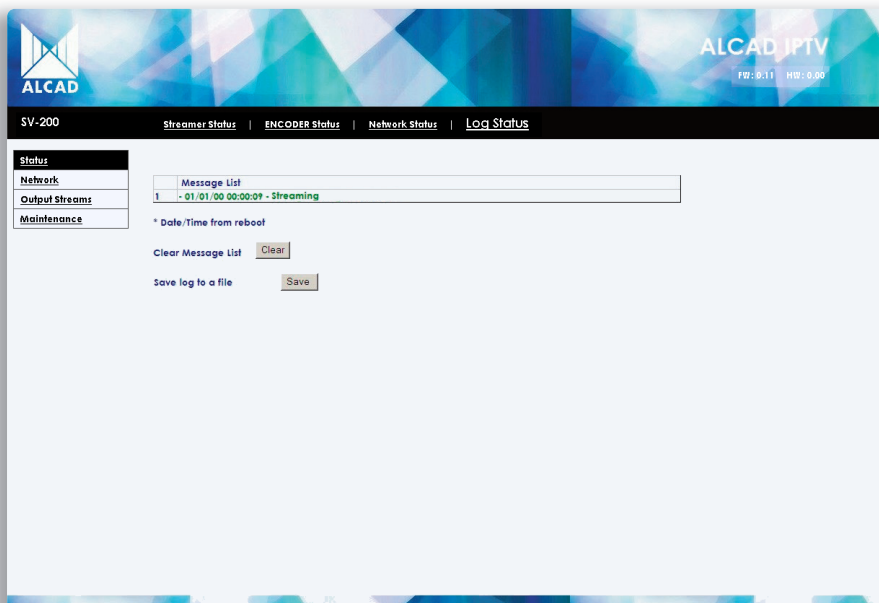 ALCAD
ALCAD IPTV
FW: 0.11 HW: 0.00
SV-200
Streamer Status | ENCODER Status | Network Status | Log Status
Status
Network
Output Streams
Maintenance
Message List
1 - 01/01/00 00:00:09 - Streaming
* Date/Time from reboot
Clear Message List Clear
Save log to a file Save